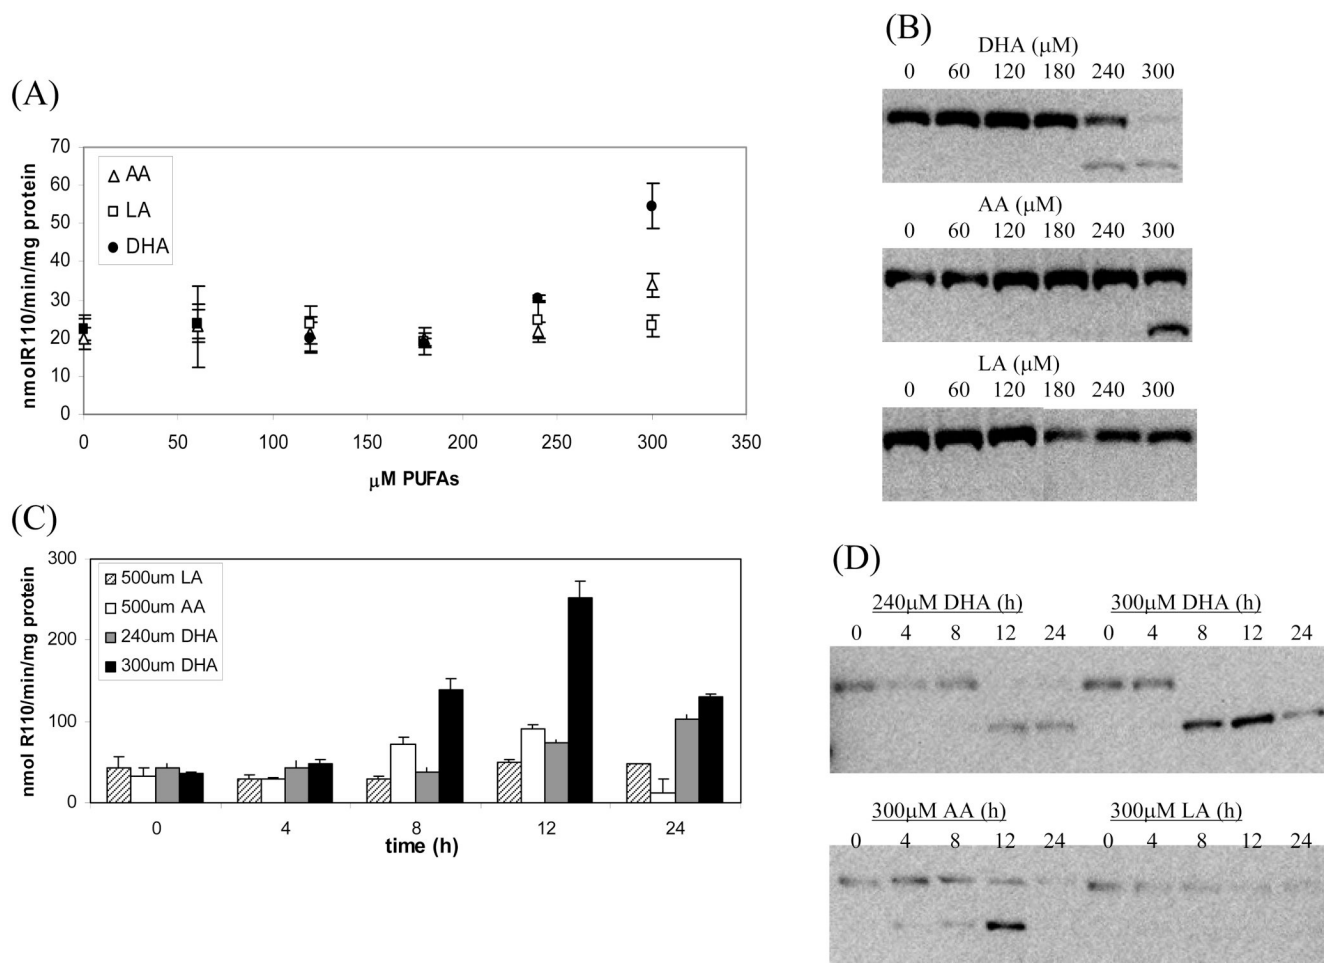 (A)
nmolR110/min/mg protein
70
60
50
40
30
20
10
0
AA
LA
DHA
0 50 100 150 200 250 300 350
µM PUFAs
(B)
DHA (µM)
0 60 120 180 240 300
AA (µM)
0 60 120 180 240 300
LA (µM)
0 60 120 180 240 300
(C)
nmol R110/min/mg protein
300
200
100
0
500um LA
500um AA
240um DHA
300um DHA
0 4 8 12 24
time (h)
(D)
240µM DHA (h) 300µM DHA (h)
0 4 8 12 24 0 4 8 12 24
300µM AA (h) 300µM LA (h)
0 4 8 12 24 0 4 8 12 24